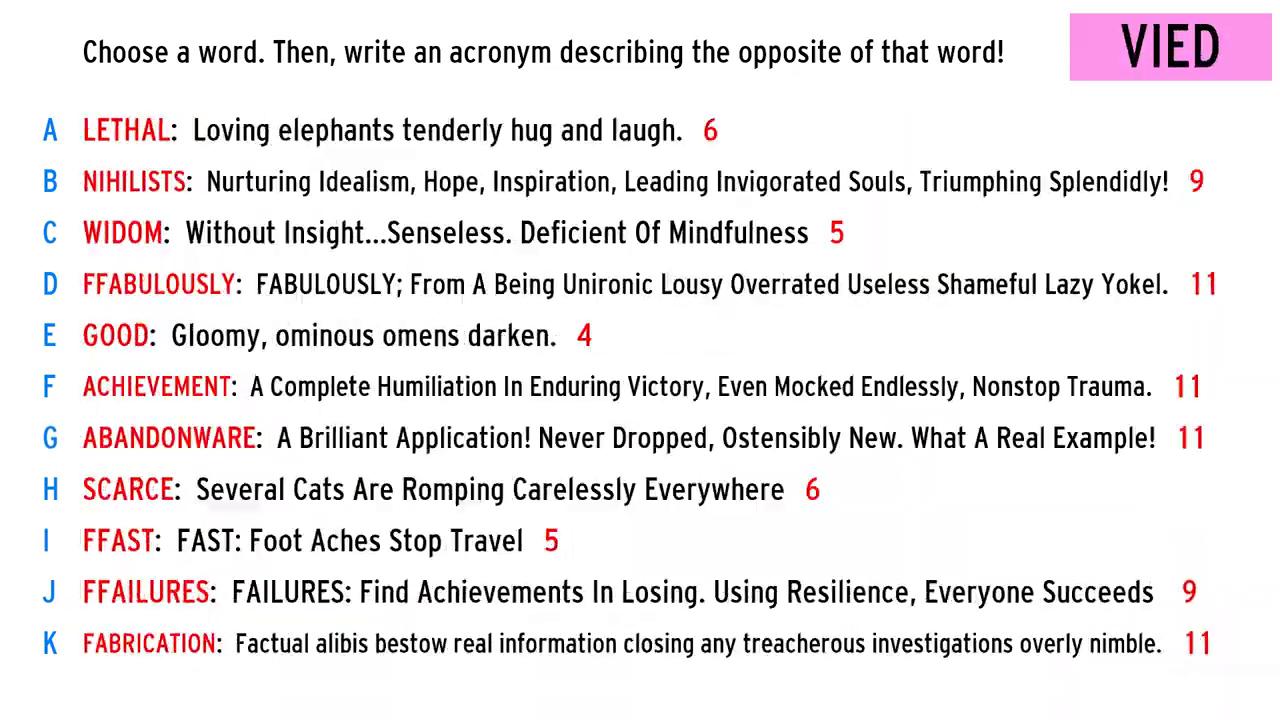 Choose a word. Then, write an acronym describing the opposite of that word!
VIED
A LETHAL: Loving elephants tenderly hug and laugh. 6
B NIHILISTS: Nurturing Idealism, Hope, Inspiration, Leading Invigorated Souls, Triumphing Splendidly! 9
C WIDOM: Without Insight...Senseless. Deficient Of Mindfulness 5
D FFABULOUSLY: FABULOUSLY; From A Being Unironic Lousy Overrated Useless Shameful Lazy Yokel. 11
E GOOD: Gloomy, ominous omens darken. 4
F ACHIEVEMENT: A Complete Humiliation In Enduring Victory, Even Mocked Endlessly, Nonstop Trauma. 11
G ABANDONWARE: A Brilliant Application! Never Dropped, Ostensibly New. What A Real Example! 11
H SCARCE: Several Cats Are Romping Carelessly Everywhere 6
I FFAST: FAST: Foot Aches Stop Travel 5
J FFAILURES: FAILURES: Find Achievements In Losing. Using Resilience, Everyone Succeeds 9
K FABRICATION: Factual alibis bestow real information closing any treacherous investigations overly nimble. 11